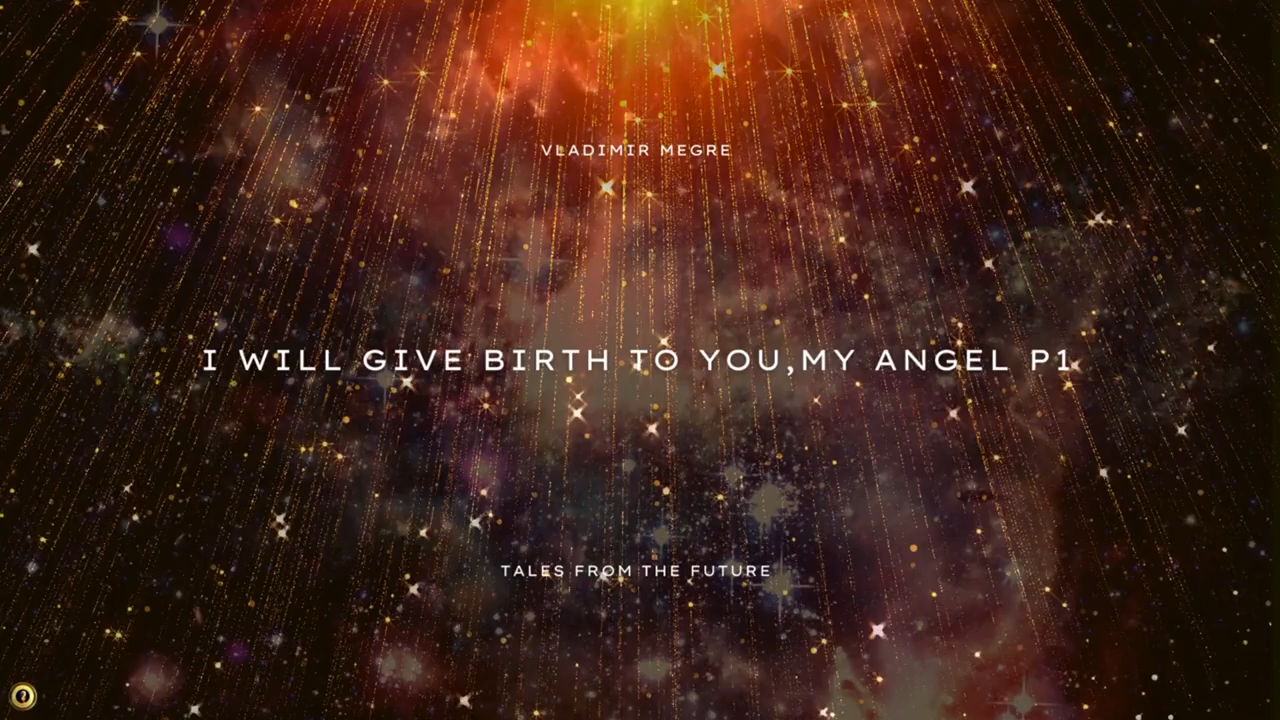 VLADIMIR MEGRE
I WILL GIVE BIRTH TO YOU,MY ANGEL P1
TALES FROM THE FUTURE